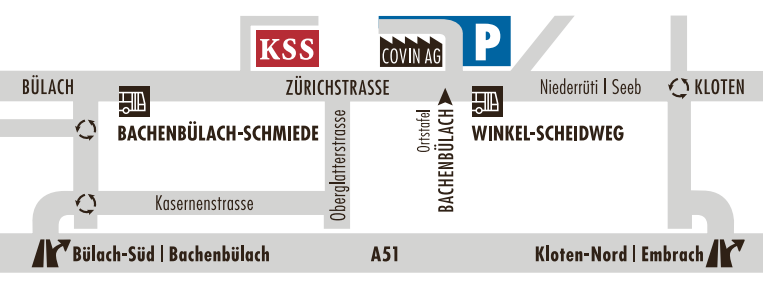 KSS
COVIN AG
P
BÜLACH
ZÜRICHSTRASSE
Niederrüti | Seeb
KLOTEN
BACHENBÜLACH-SCHMIEDE
Oberglatterstrasse
Ortstafel
BACHENBÜLACH
WINKEL-SCHEIDWEG
Kasernenstrasse
Bülach-Süd | Bachenbülach
A51
Kloten-Nord | Embrach